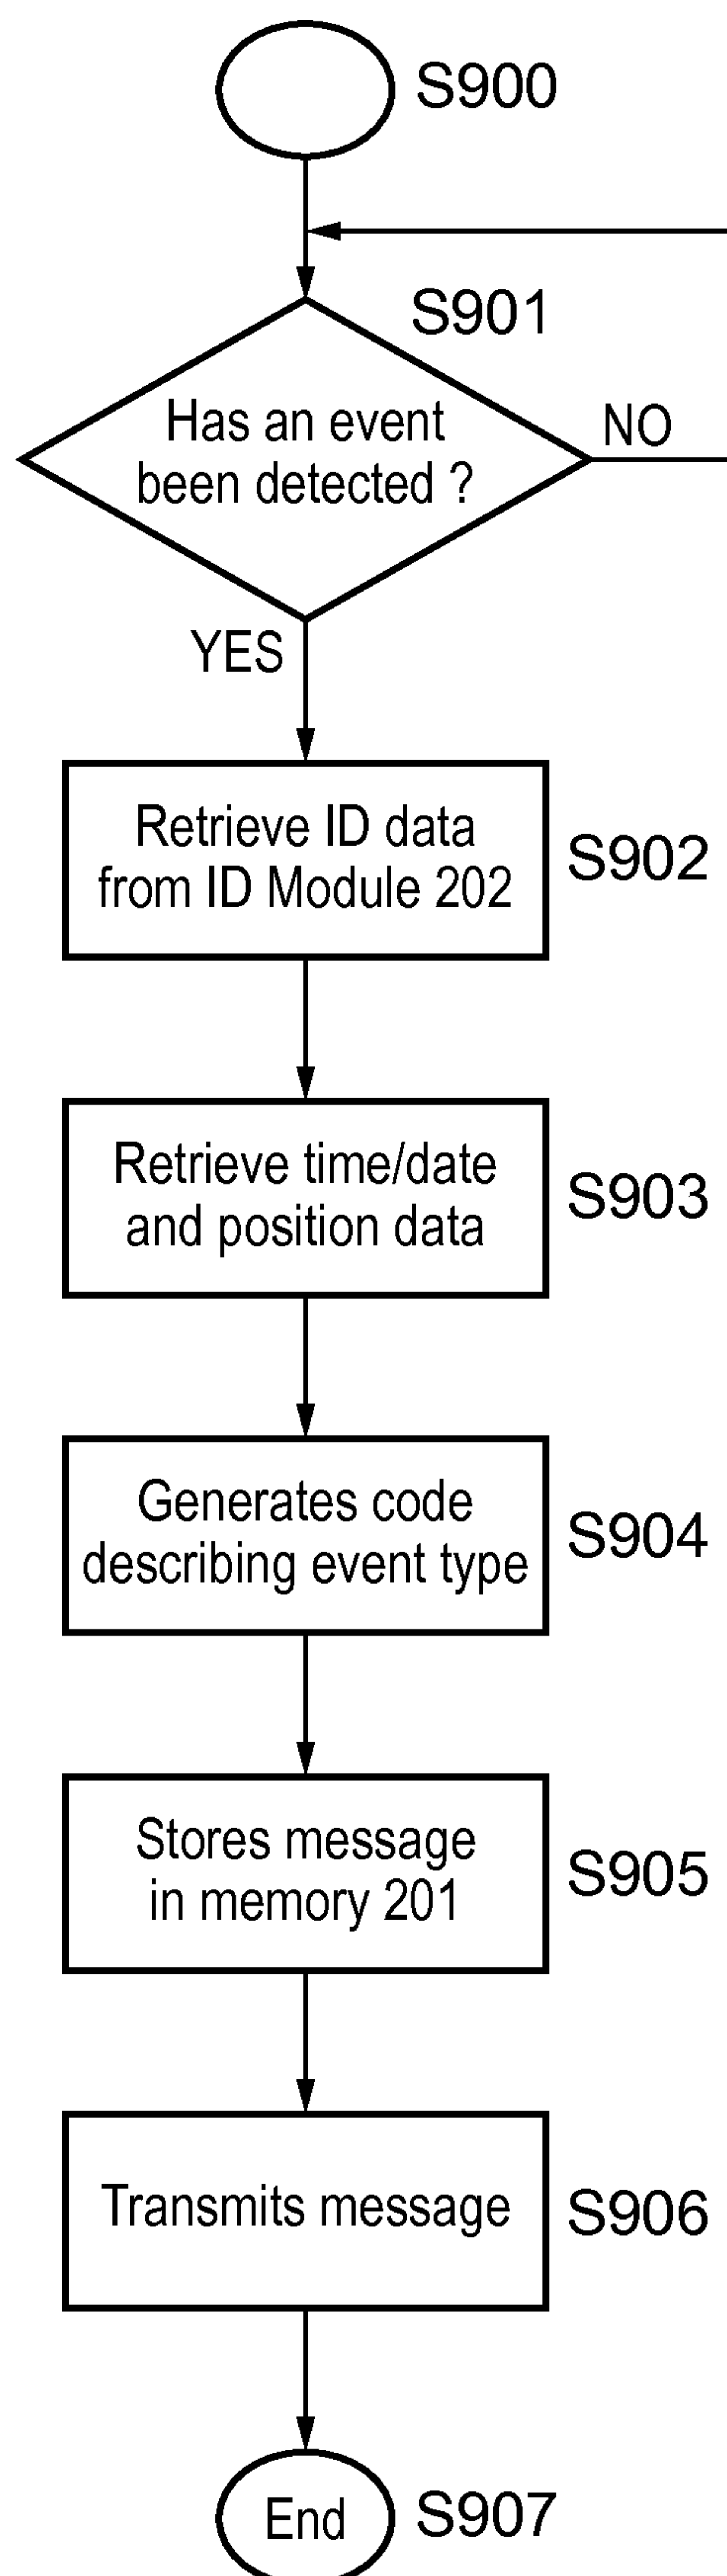 S900
S901
Has an event
been detected ?
NO
YES
Retrieve ID data
from ID Module 202
S902
Retrieve time/date
and position data
S903
Generates code
describing event type
S904
Stores message
in memory 201
S905
Transmits message
S906
End
S907